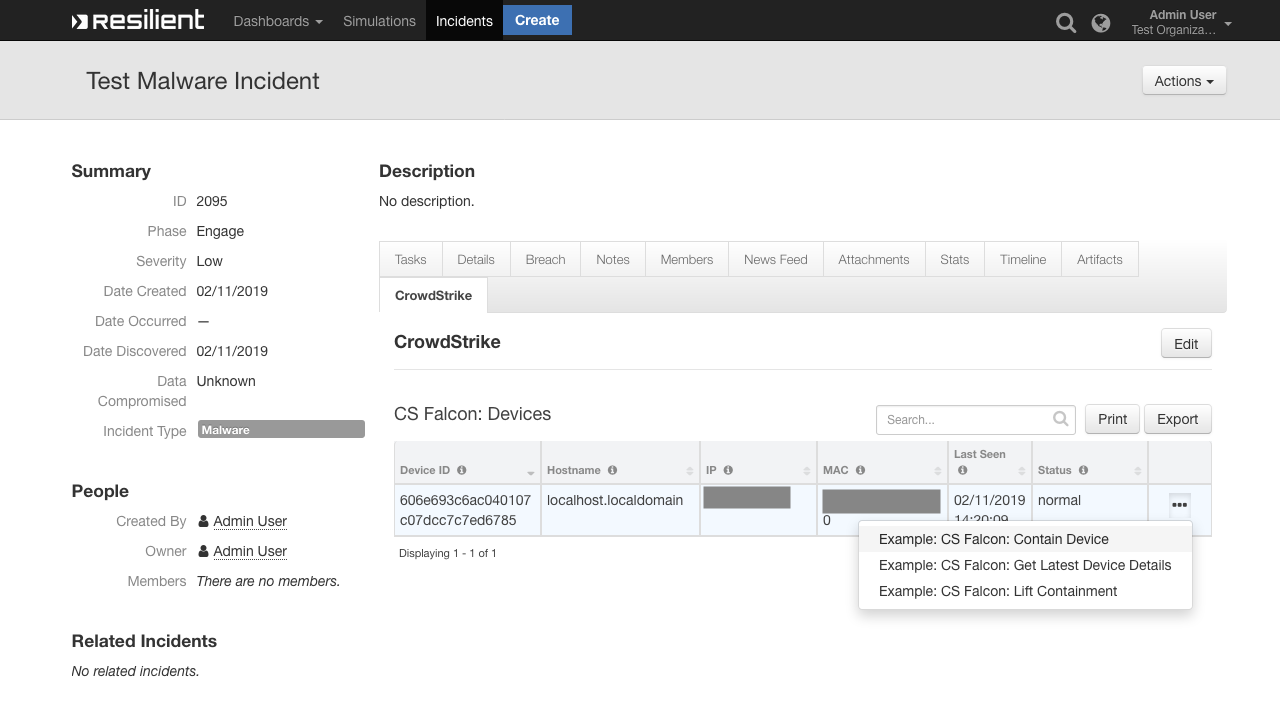 resilient
Dashboards
Simulations
Incidents
Create
Admin User
Test Organiza…
Test Malware Incident
Actions
Summary
ID 2095
Phase Engage
Severity Low
Date Created 02/11/2019
Date Occurred —
Date Discovered 02/11/2019
Data Unknown
Compromised
Incident Type Malware
People
Created By Admin User
Owner Admin User
Members There are no members.
Related Incidents
No related incidents.
Description
No description.
Tasks Details Breach Notes Members News Feed Attachments Stats Timeline Artifacts
CrowdStrike
CrowdStrike
Edit
CS Falcon: Devices
Search...
Print
Export
Device ID Hostname IP MAC Last Seen Status
606e693c6ac040107 localhost.localdomain 02/11/2019 normal
c07dcc7c7ed6785 0 14:20:09
Displaying 1 - 1 of 1
Example: CS Falcon: Contain Device
Example: CS Falcon: Get Latest Device Details
Example: CS Falcon: Lift Containment